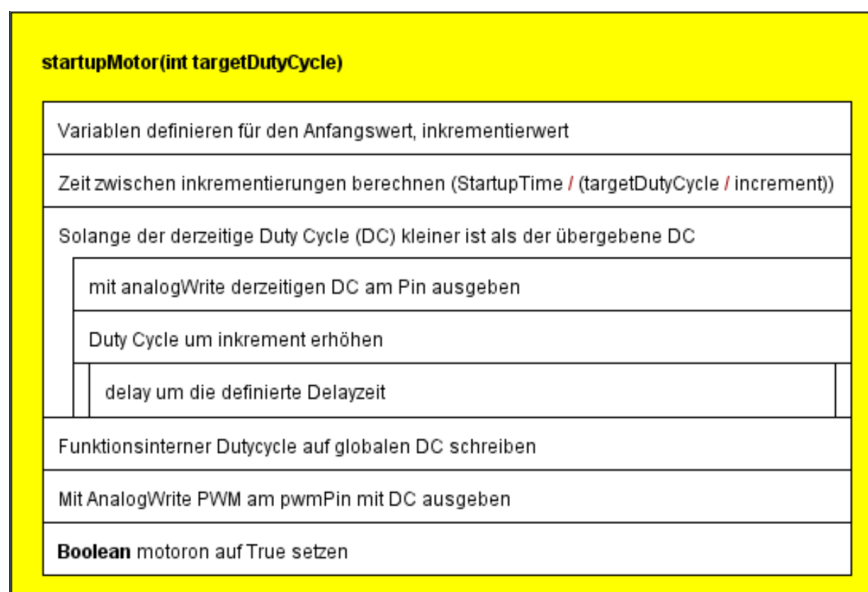 startupMotor(int targetDutyCycle)
Variablen definieren für den Anfangswert, inkrementierwert
Zeit zwischen inkrementierungen berechnen (StartupTime / (targetDutyCycle / increment))
Solange der derzeitige Duty Cycle (DC) kleiner ist als der übergebene DC
mit analogWrite derzeitigen DC am Pin ausgeben
Duty Cycle um inkrement erhöhen
delay um die definierte Delayzeit
Funktionsinterner Dutycycle auf globalen DC schreiben
Mit AnalogWrite PWM am pwmPin mit DC ausgeben
Boolean motoron auf True setzen